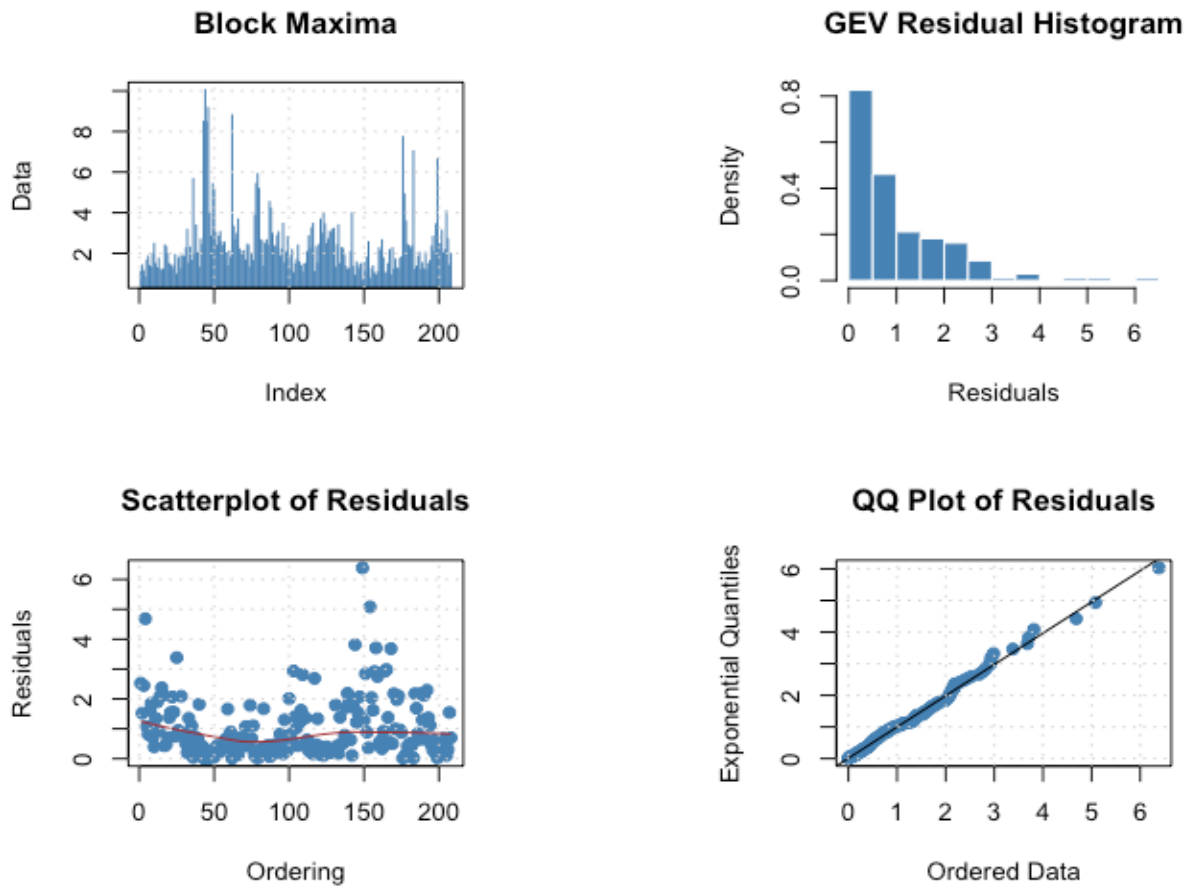 Block Maxima
Data
2 4 6 8
0 50 100 150 200
Index
GEV Residual Histogram
Density
0.0 0.4 0.8
0 1 2 3 4 5 6
Residuals
Scatterplot of Residuals
Residuals
0 2 4 6
0 50 100 150 200
Ordering
QQ Plot of Residuals
Exponential Quantiles
0 2 4 6
0 1 2 3 4 5 6
Ordered Data